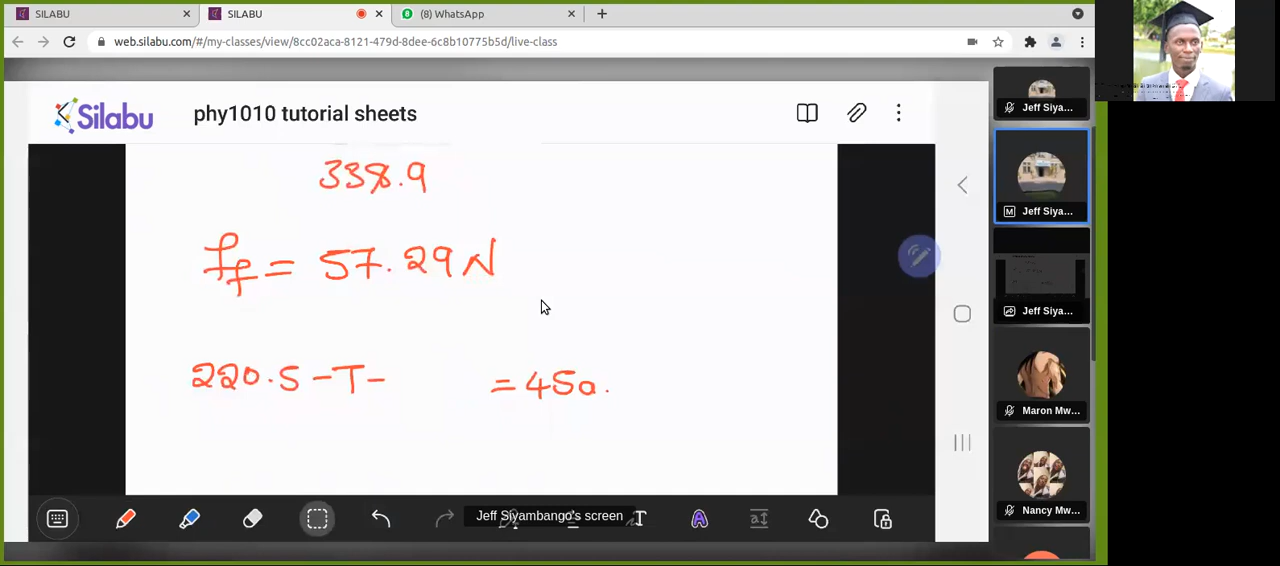 SILABU
SILABU
(8) WhatsApp
web.silabu.com/#/my-classes/view/8cc02aca-8121-479d-8dee-6c8b10775b5d/live-class
Silabu
phy1010 tutorial sheets
338.9
f_f = 57.29N
220.5 -T- = 45a.
Jeff Siyambango's screen
Jeff Siya...
Jeff Siya...
Jeff Siya...
Maron Mw...
Nancy Mw...